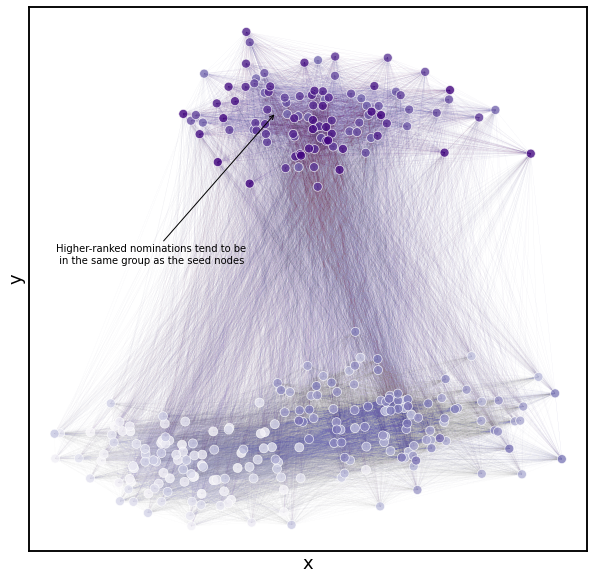 Higher-ranked nominations tend to be
in the same group as the seed nodes
y
x